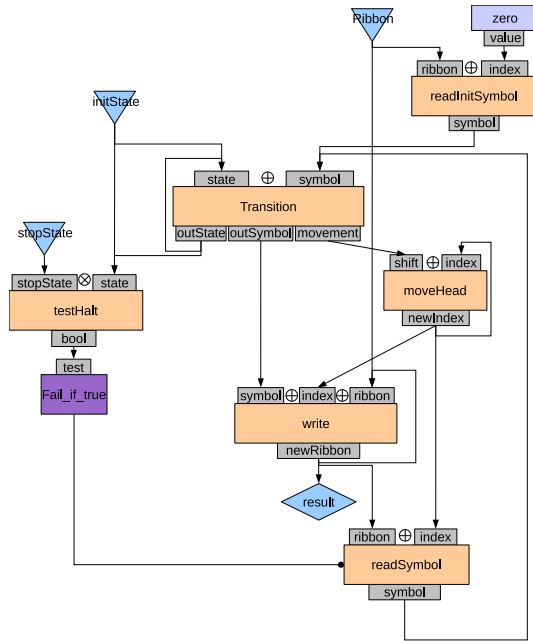 Ribbon
zero
value
ribbon ⊕ index
readInitSymbol
symbol
initState
state ⊕ symbol
Transition
outState outSymbol movement
stopState
stopState ⊗ state
testHalt
bool
shift ⊕ index
moveHead
newIndex
test
Fail_if_true
symbol ⊕ index ⊕ ribbon
write
newRibbon
result
ribbon ⊕ index
readSymbol
symbol